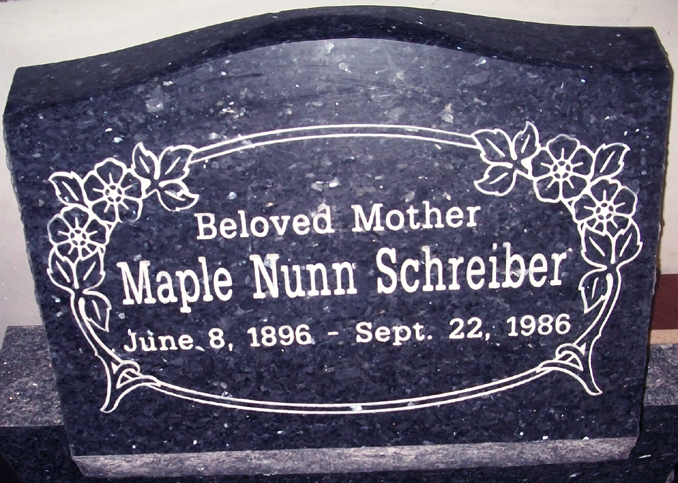 Beloved Mother
Maple Nunn Schreiber
June 8, 1896 - Sept. 22, 1986